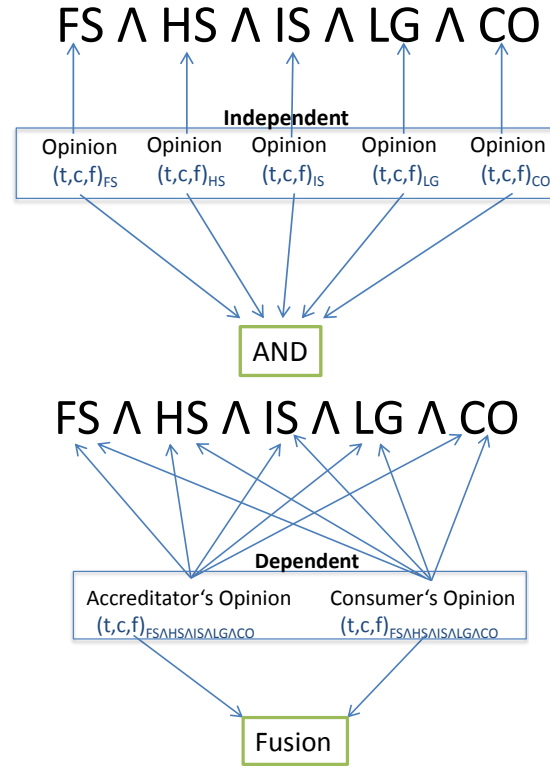 FS Λ HS Λ IS Λ LG Λ CO
Independent
Opinion Opinion Opinion Opinion Opinion
(t,c,f)FS (t,c,f)HS (t,c,f)IS (t,c,f)LG (t,c,f)CO
AND
FS Λ HS Λ IS Λ LG Λ CO
Dependent
Accreditator‘s Opinion Consumer‘s Opinion
(t,c,f)FSΛHSΛISΛLGΛCO (t,c,f)FSΛHSΛISΛLGΛCO
Fusion